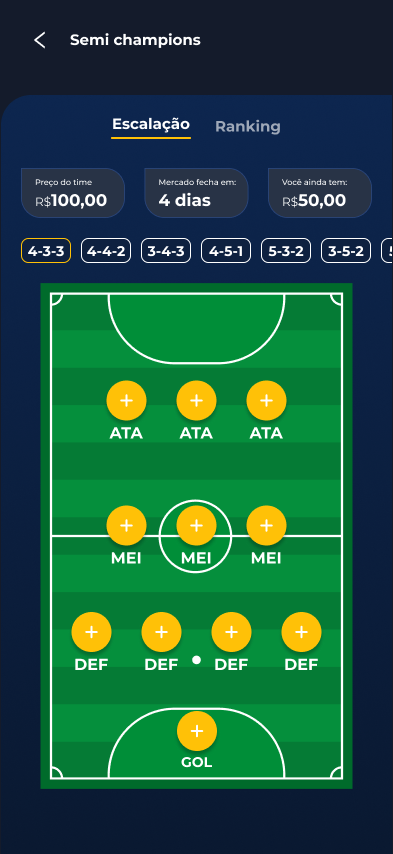 Semi champions
Escalação Ranking
Preço do time Mercado fecha em: Você ainda tem:
R$100,00 4 dias R$50,00
4-3-3 4-4-2 3-4-3 4-5-1 5-3-2 3-5-2
+ + +
ATA ATA ATA
+ + +
MEI MEI MEI
+ + + +
DEF DEF DEF DEF
+
GOL